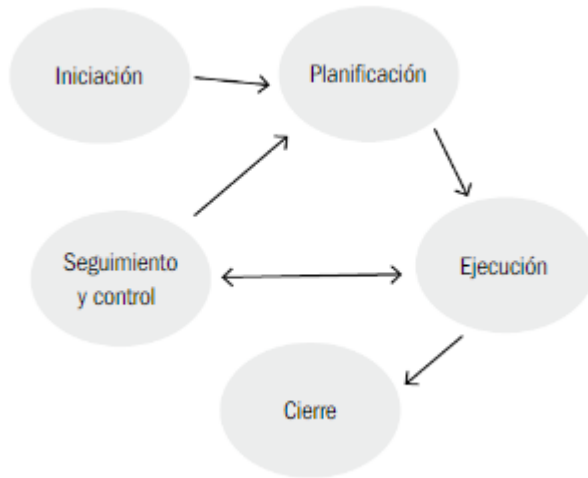 Iniciación
Planificación
Seguimiento
y control
Ejecución
Cierre